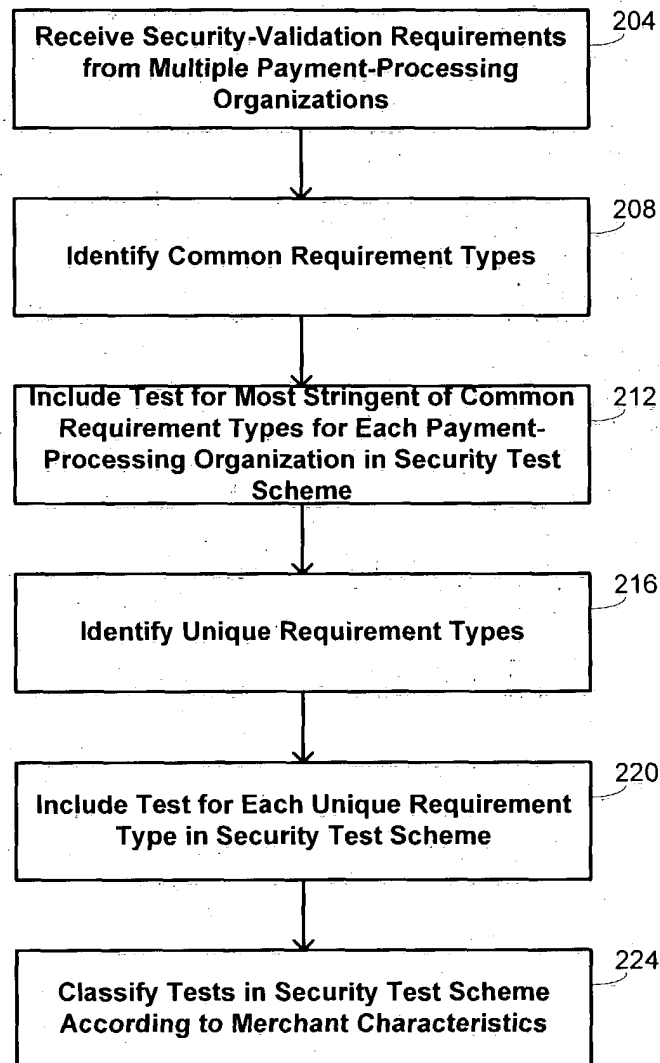 Receive Security-Validation Requirements
from Multiple Payment-Processing
Organizations
204
Identify Common Requirement Types
208
Include Test for Most Stringent of Common
Requirement Types for Each Payment-
Processing Organization in Security Test
Scheme
212
Identify Unique Requirement Types
216
Include Test for Each Unique Requirement
Type in Security Test Scheme
220
Classify Tests in Security Test Scheme
According to Merchant Characteristics
224